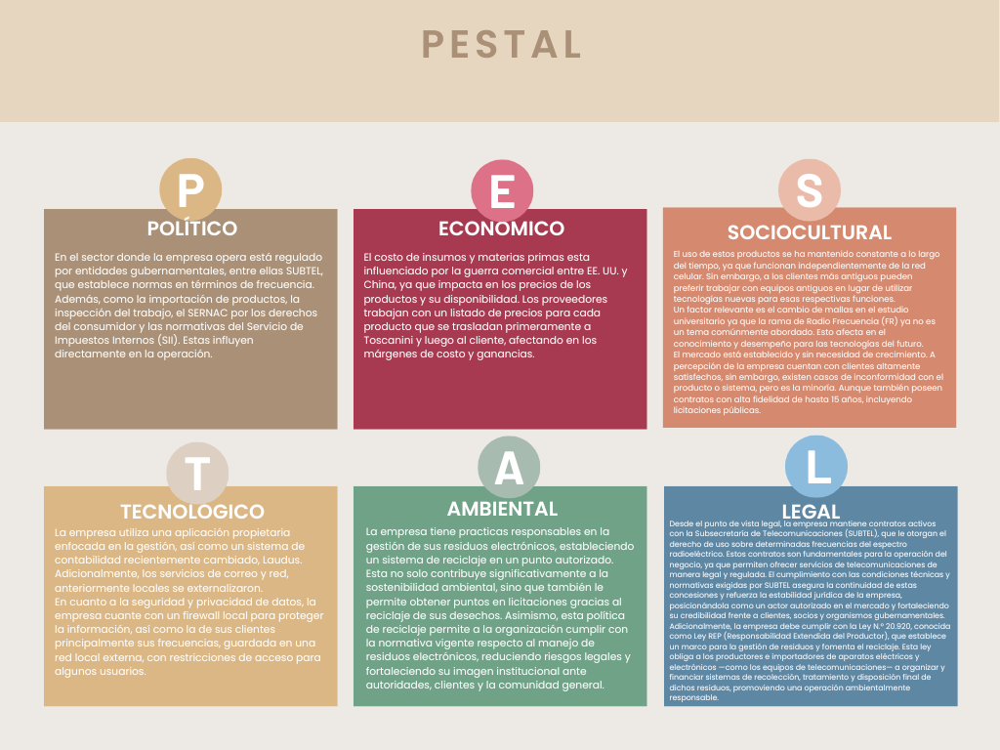 PESTAL
P
POLÍTICO
En el sector donde la empresa opera está regulado
por entidades gubernamentales, entre ellas SUBTEL,
que establece normas en términos de frecuencia.
Además, como la importación de productos, la
inspección del trabajo, el SERNAC por los derechos
del consumidor y las normativas del Servicio de
Impuestos Internos (SII). Estas influyen
directamente en la operación.
E
ECONOMICO
El costo de insumos y materias primas esta
influenciado por la guerra comercial entre EE. UU. y
China, ya que impacta en los precios de los
productos y su disponibilidad. Los proveedores
trabajan con un listado de precios para cada
producto que se trasladan primeramente a
Toscanini y luego al cliente, afectando en los
márgenes de costo y ganancias.
S
SOCIOCULTURAL
El uso de estos productos se ha mantenido constante a lo largo
del tiempo, ya que funcionan independientemente de la red
celular. Sin embargo, a los clientes más antiguos pueden
preferir trabajar con equipos antiguos en lugar de utilizar
tecnologías nuevas para esas respectivas funciones.
Un factor relevante es el cambio de mallas en el estudio
universitario ya que la rama de Radio Frecuencia (FR) ya no es
un tema comúnmente abordado. Esto afecta en el
conocimiento y desempeño para las tecnologías del futuro.
El mercado está establecido y sin necesidad de crecimiento. A
percepción de la empresa cuentan con clientes altamente
satisfechos, sin embargo, existen casos de inconformidad con el
producto o sistema, pero es la minoría. Aunque también poseen
contratos con alta fidelidad de hasta 15 años, incluyendo
licitaciones públicas.
T
TECNOLOGICO
La empresa utiliza una aplicación propietaria
enfocada en la gestión, así como un sistema de
contabilidad recientemente cambiado, Laudus.
Adicionalmente, los servicios de correo y red,
anteriormente locales se externalizaron.
En cuanto a la seguridad y privacidad de datos, la
empresa cuante con un firewall local para proteger
la información, así como la de sus clientes
principalmente sus frecuencias, guardada en una
red local externa, con restricciones de acceso para
algunos usuarios.
A
AMBIENTAL
La empresa tiene practicas responsables en la
gestión de sus residuos electrónicos, estableciendo
un sistema de reciclaje en un punto autorizado.
Esta no solo contribuye significativamente a la
sostenibilidad ambiental, sino que también le
permite obtener puntos en licitaciones gracias al
reciclaje de sus desechos. Asimismo, esta política
de reciclaje permite a la organización cumplir con
la normativa vigente respecto al manejo de
residuos electrónicos, reduciendo riesgos legales y
fortaleciendo su imagen institucional ante
autoridades, clientes y la comunidad general.
L
LEGAL
Desde el punto de vista legal, la empresa mantiene contratos activos
con la Subsecretaría de Telecomunicaciones (SUBTEL), que le otorgan el
derecho de uso sobre determinadas frecuencias del espectro
radioeléctrico. Estos contratos son fundamentales para la operación del
negocio, ya que permiten ofrecer servicios de telecomunicaciones de
manera legal y regulada. El cumplimiento con las condiciones técnicas y
normativas exigidas por SUBTEL asegura la continuidad de estas
concesiones y refuerza la estabilidad jurídica de la empresa,
posicionándola como un actor autorizado en el mercado y fortaleciendo
su credibilidad frente a clientes, socios y organismos gubernamentales.
Adicionalmente, la empresa debe cumplir con la Ley N.º 20.920, conocida
como Ley REP (Responsabilidad Extendida del Productor), que establece
un marco para la gestión de residuos y fomenta el reciclaje. Esta ley
obliga a los productores e importadores de aparatos eléctricos y
electrónicos —como los equipos de telecomunicaciones— a organizar y
financiar sistemas de recolección, tratamiento y disposición final de
dichos residuos, promoviendo una operación ambientalmente
responsable.